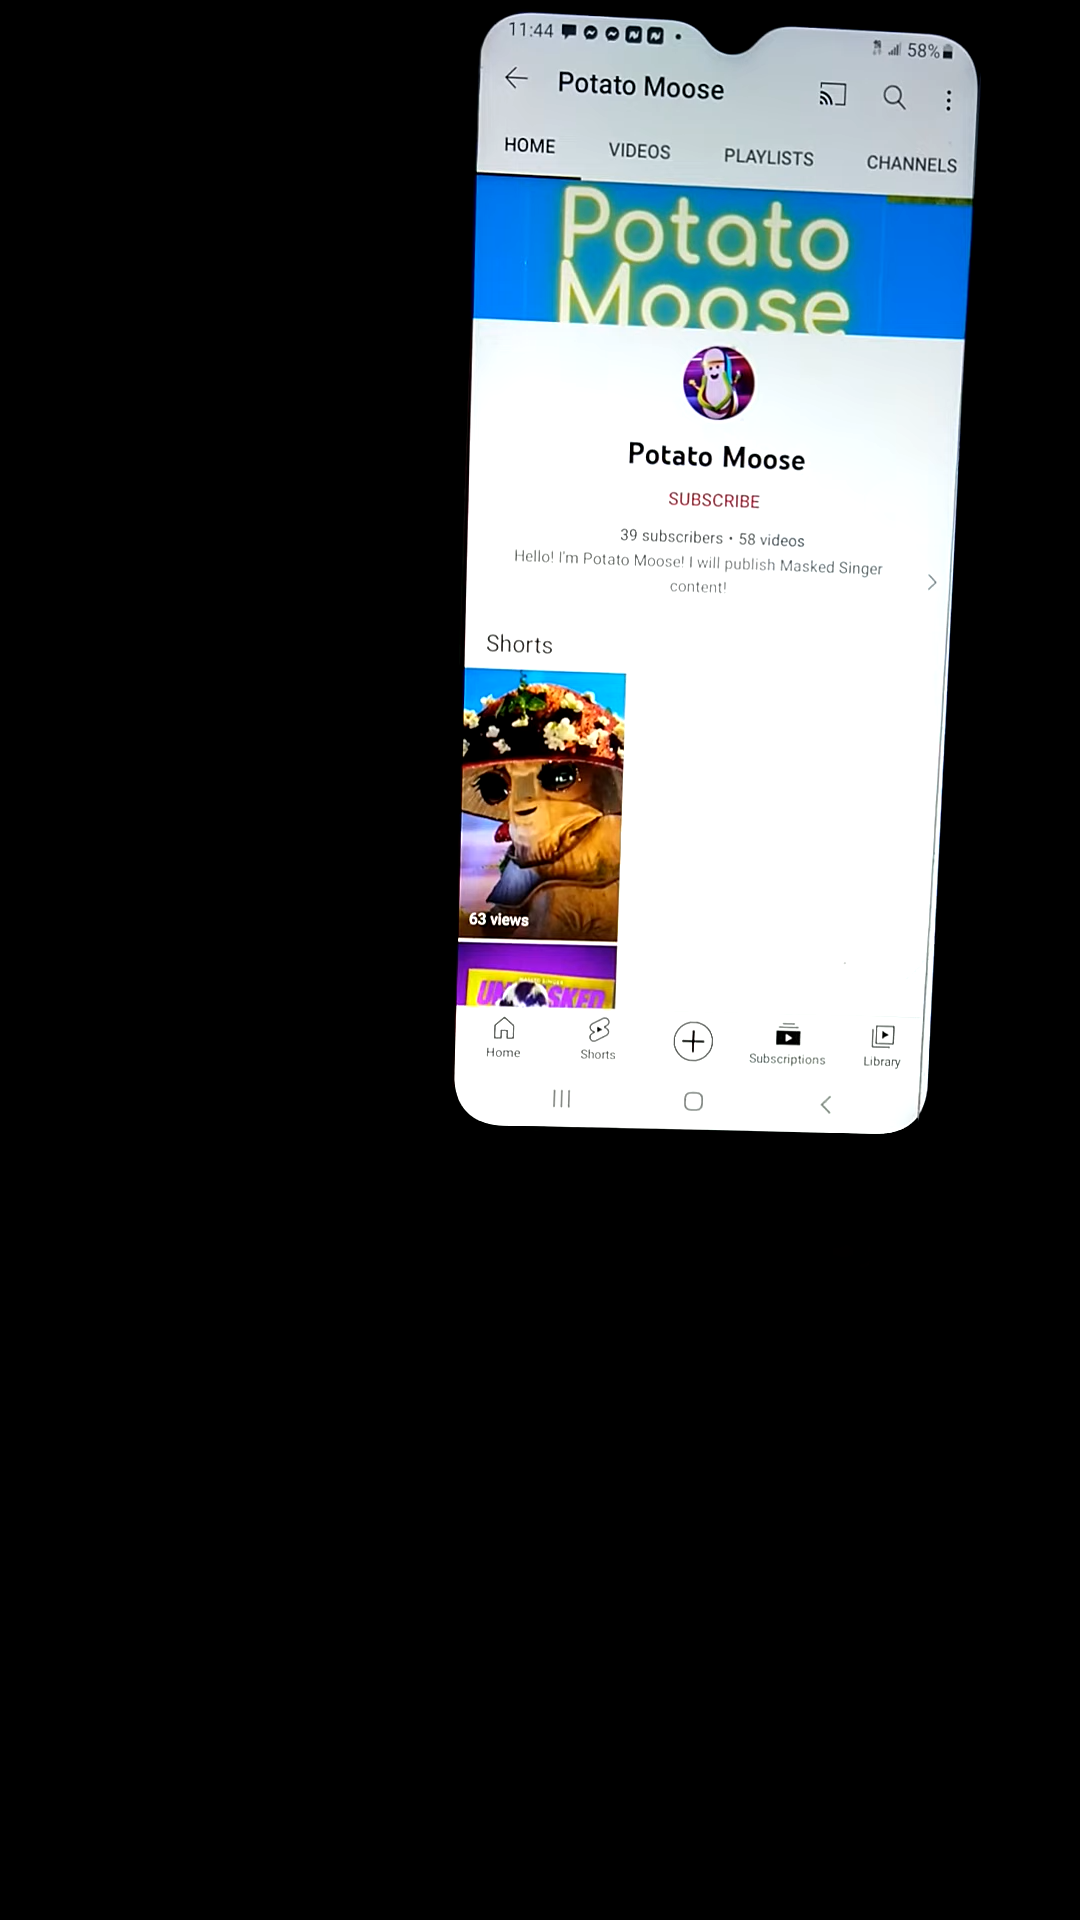 11:44
58%
Potato Moose
HOME VIDEOS PLAYLISTS CHANNELS
Potato
Moose
Potato Moose
SUBSCRIBE
39 subscribers • 58 videos
Hello! I'm Potato Moose! I will publish Masked Singer
content!
Shorts
63 views
Home Shorts Subscriptions Library